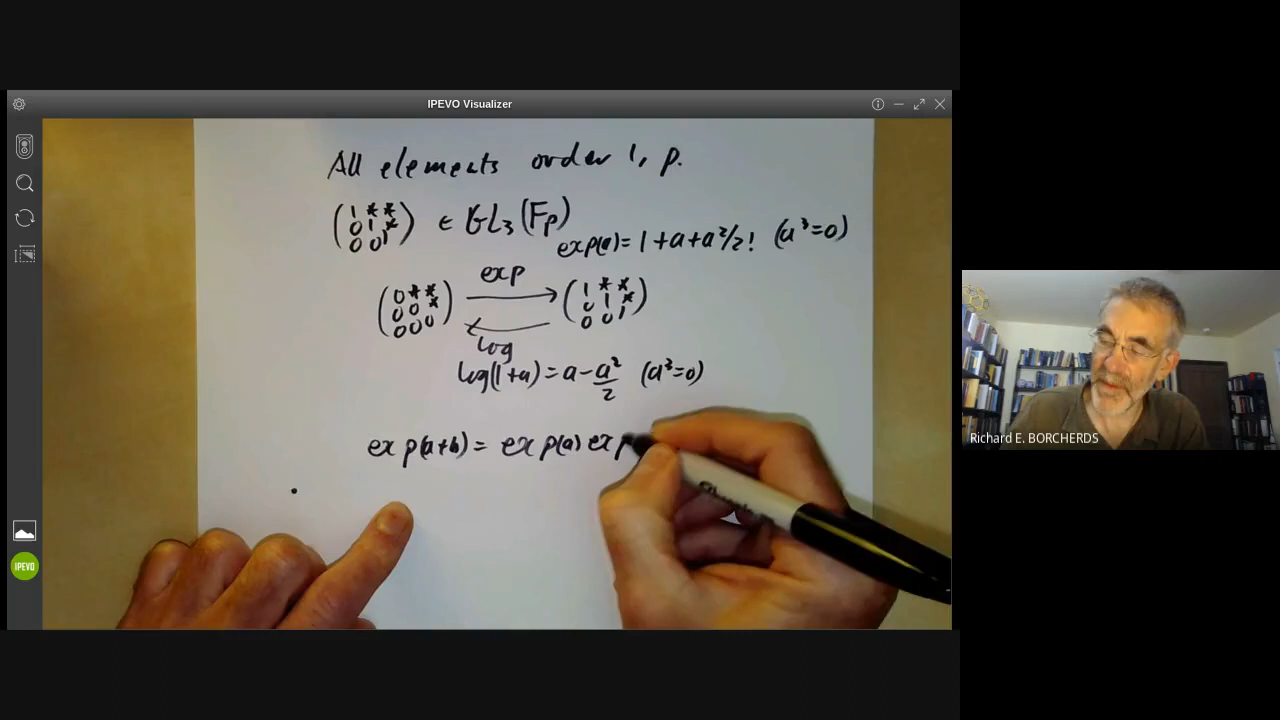 IPEVO Visualizer
All elements order 1, p.
(1 * * / 0 1 * / 0 0 1) ∈ GL₃(Fp)
exp(a) = 1 + a + a²/2! (a³=0)
(0 * * / 0 0 * / 0 0 0) exp → (1 * * / 0 1 * / 0 0 1)
← log
log(1+a) = a - a²/2 (a³=0)
exp(a+b) = exp(a) exp
Richard E. BORCHERDS
IPEVO